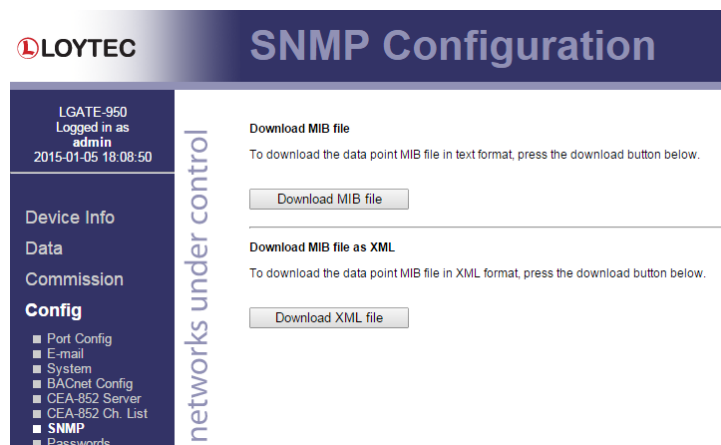 LOYTEC
SNMP Configuration
LGATE-950
Logged in as
admin
2015-01-05 18:08:50
Device Info
Data
Commission
Config
Port Config
E-mail
System
BACnet Config
CEA-852 Server
CEA-852 Ch. List
SNMP
Passwords
networks under control
Download MIB file
To download the data point MIB file in text format, press the download button below.
Download MIB file
Download MIB file as XML
To download the data point MIB file in XML format, press the download button below.
Download XML file